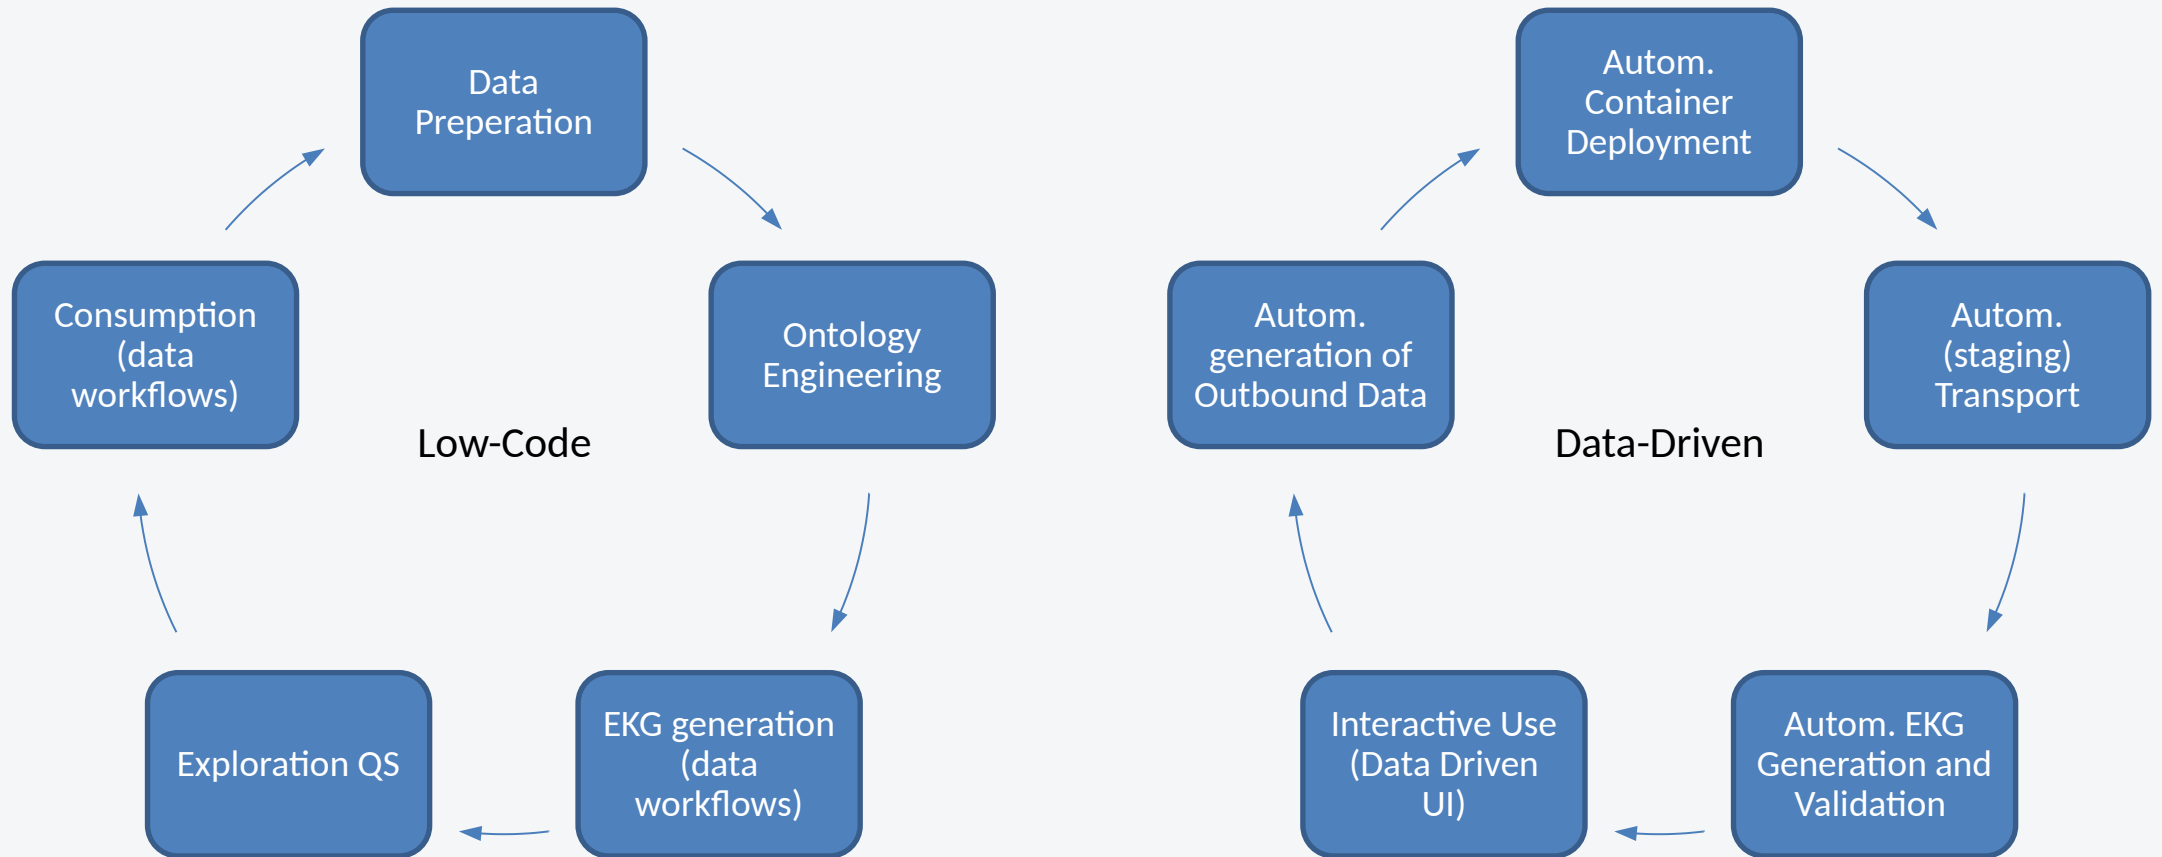 Data
Preperation
Ontology
Engineering
EKG generation
(data
workflows)
Exploration QS
Consumption
(data
workflows)
Low-Code
Autom.
Container
Deployment
Autom.
(staging)
Transport
Autom. EKG
Generation and
Validation
Interactive Use
(Data Driven
UI)
Autom.
generation of
Outbound Data
Data-Driven